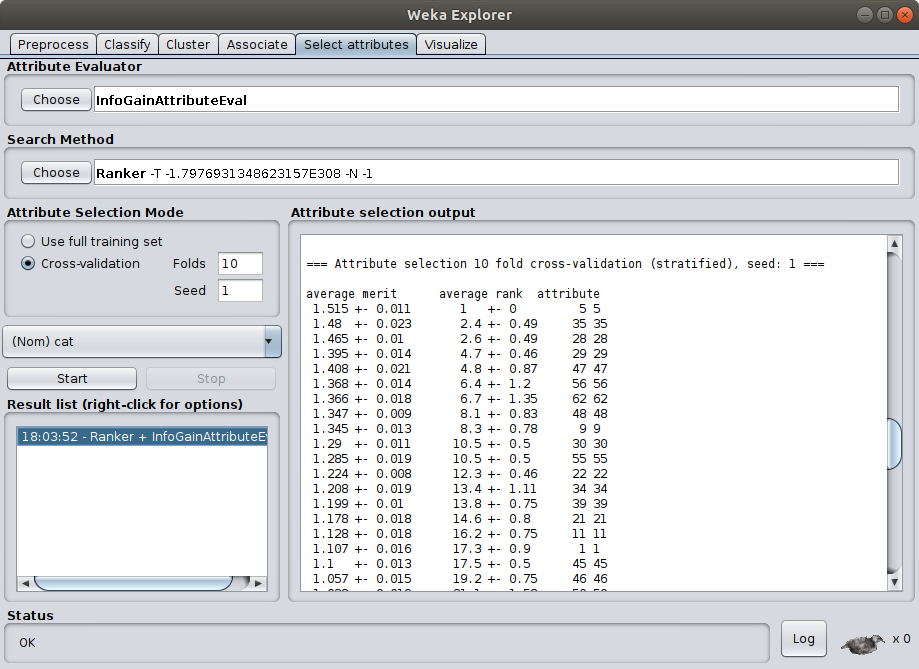 Weka Explorer
Preprocess Classify Cluster Associate Select attributes Visualize
Attribute Evaluator
Choose InfoGainAttributeEval
Search Method
Choose Ranker -T -1.7976931348623157E308 -N -1
Attribute Selection Mode
Use full training set
Cross-validation Folds 10
Seed 1
(Nom) cat
Start Stop
Result list (right-click for options)
18:03:52 - Ranker + InfoGainAttributeE
Attribute selection output
=== Attribute selection 10 fold cross-validation (stratified), seed: 1 ===
average merit average rank attribute
1.515 +- 0.011 1 +- 0 5 5
1.48 +- 0.023 2.4 +- 0.49 35 35
1.465 +- 0.01 2.6 +- 0.49 28 28
1.395 +- 0.014 4.7 +- 0.46 29 29
1.408 +- 0.021 4.8 +- 0.87 47 47
1.368 +- 0.014 6.4 +- 1.2 56 56
1.366 +- 0.018 6.7 +- 1.35 62 62
1.347 +- 0.009 8.1 +- 0.83 48 48
1.345 +- 0.013 8.3 +- 0.78 9 9
1.29 +- 0.011 10.5 +- 0.5 30 30
1.285 +- 0.019 10.5 +- 0.5 55 55
1.224 +- 0.008 12.3 +- 0.46 22 22
1.208 +- 0.019 13.4 +- 1.11 34 34
1.199 +- 0.01 13.8 +- 0.75 39 39
1.178 +- 0.018 14.6 +- 0.8 21 21
1.128 +- 0.018 16.2 +- 0.75 11 11
1.107 +- 0.016 17.3 +- 0.9 1 1
1.1 +- 0.013 17.5 +- 0.5 45 45
1.057 +- 0.015 19.2 +- 0.75 46 46
Status
OK
Log x 0